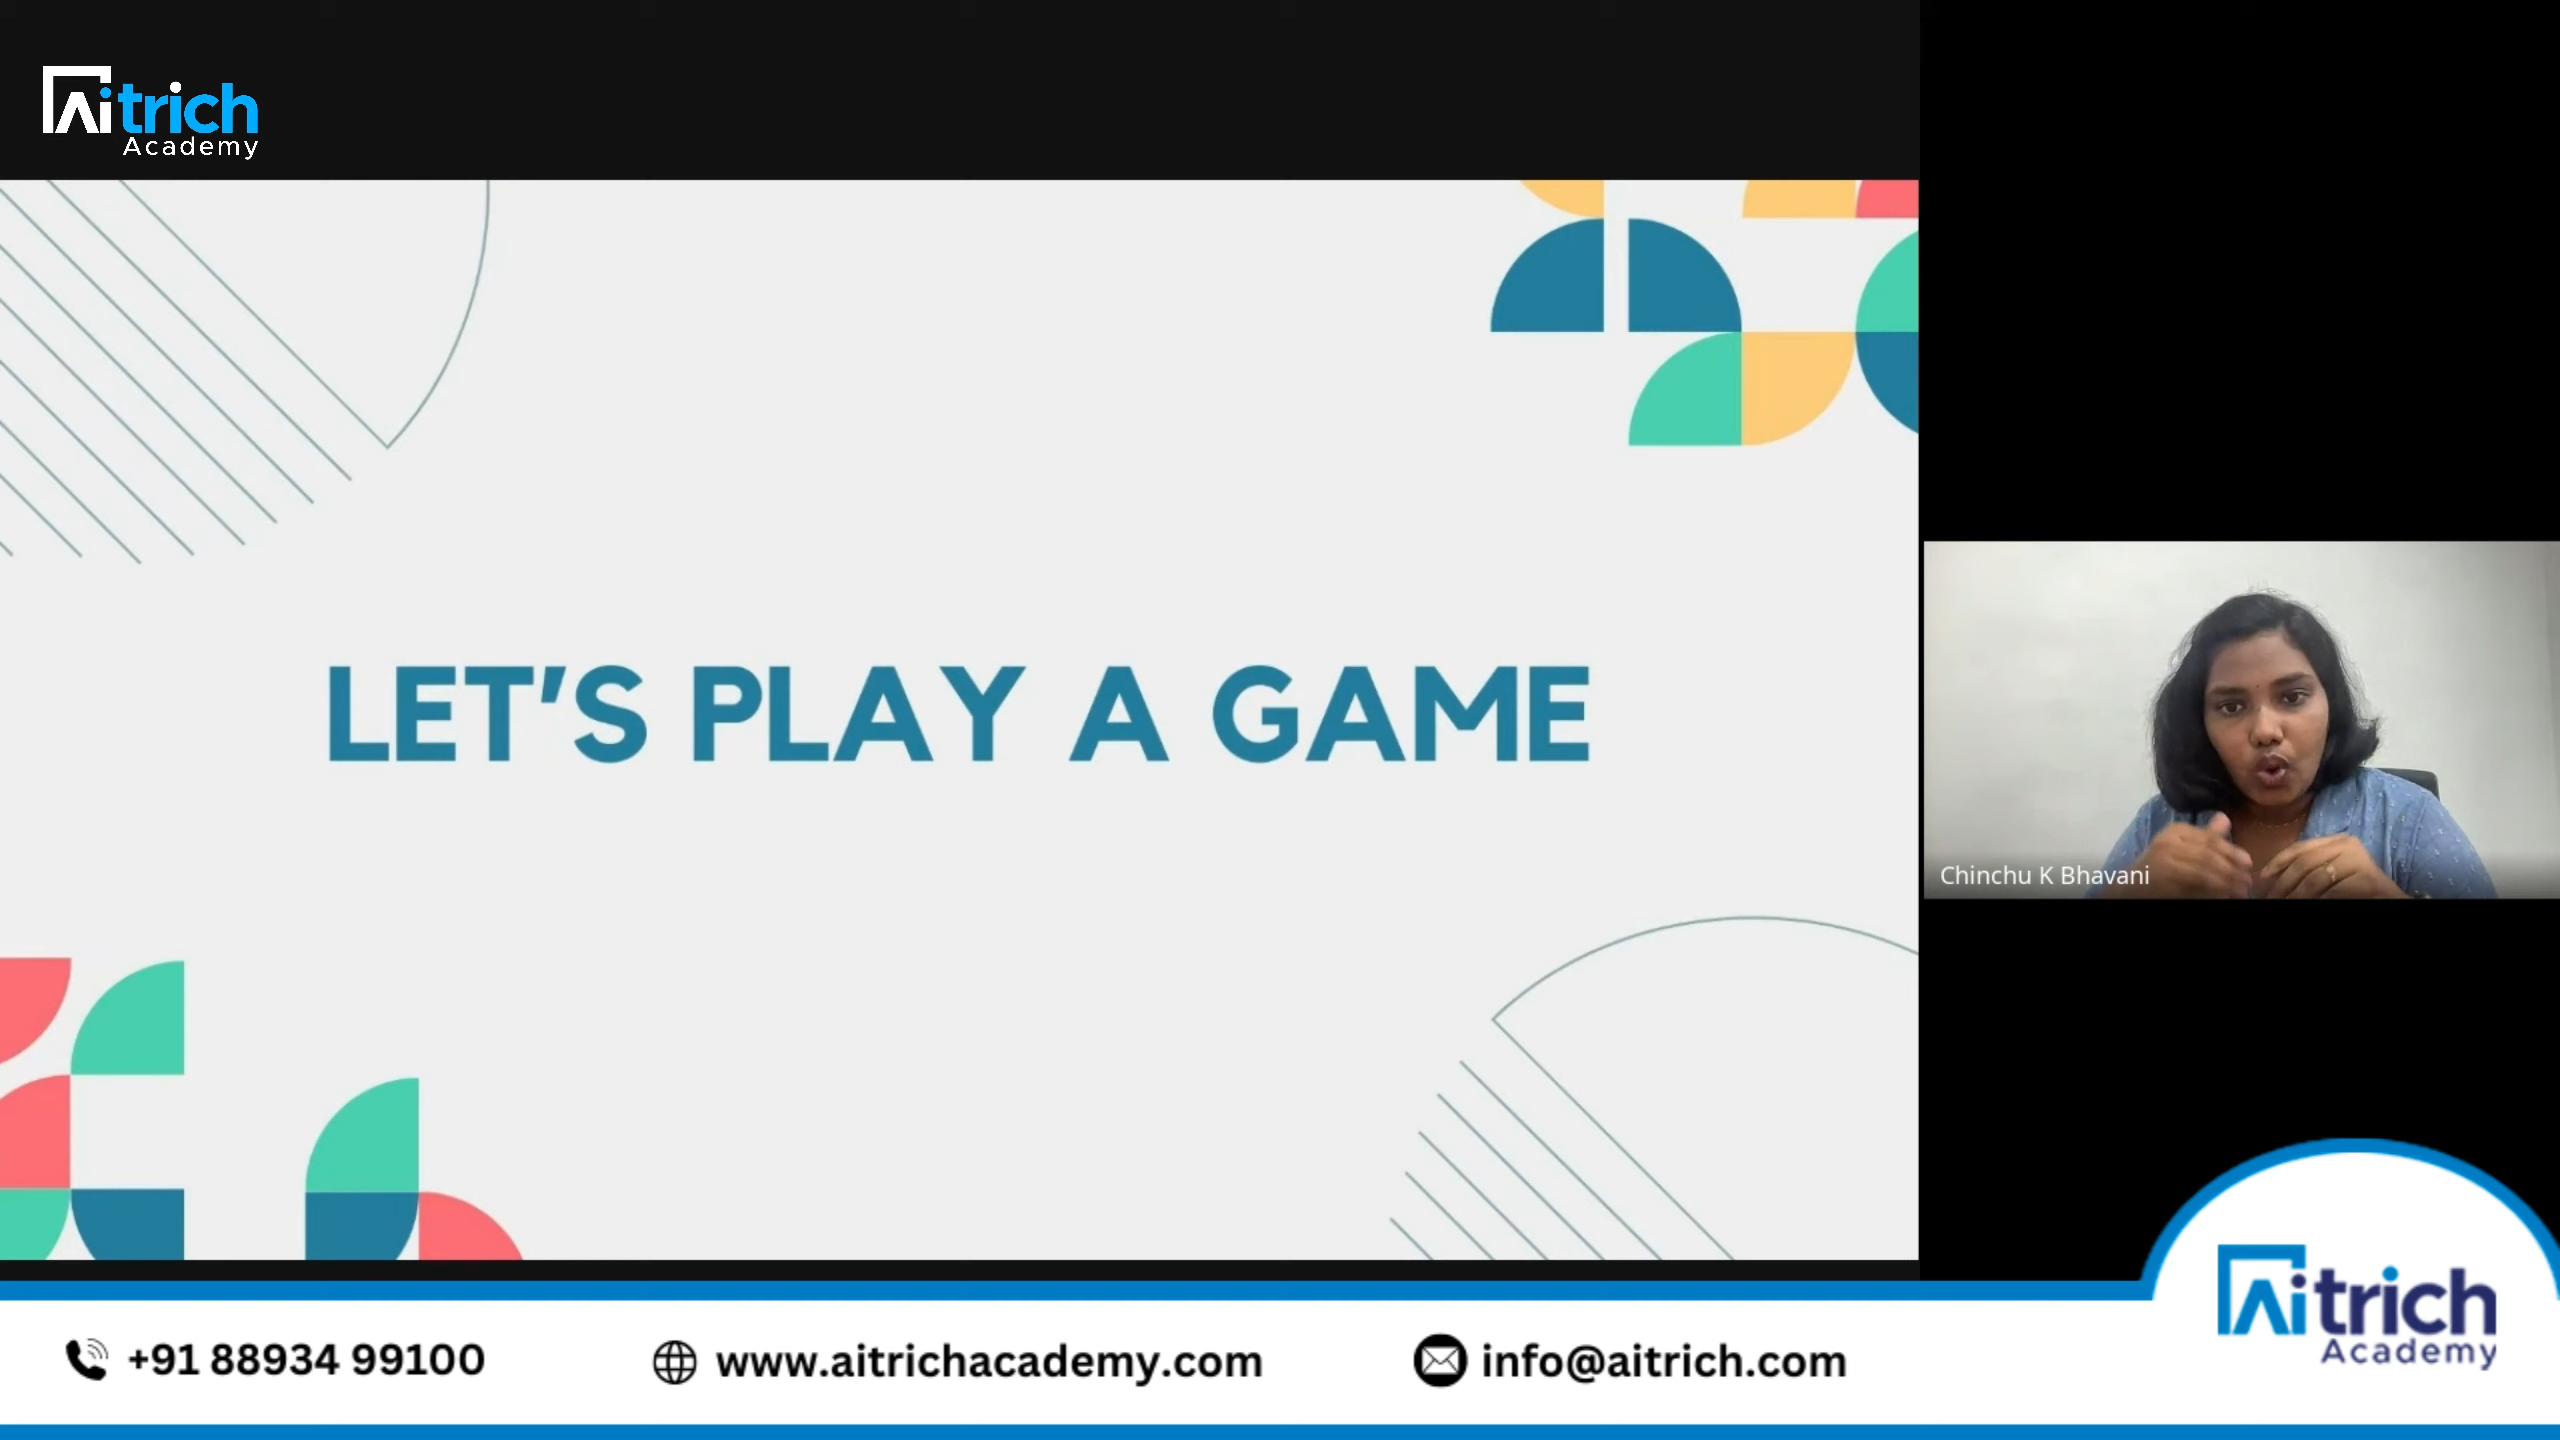 Aitrich
Academy
LET'S PLAY A GAME
Chinchu K Bhavani
+91 88934 99100
www.aitrichacademy.com
info@aitrich.com
Aitrich
Academy